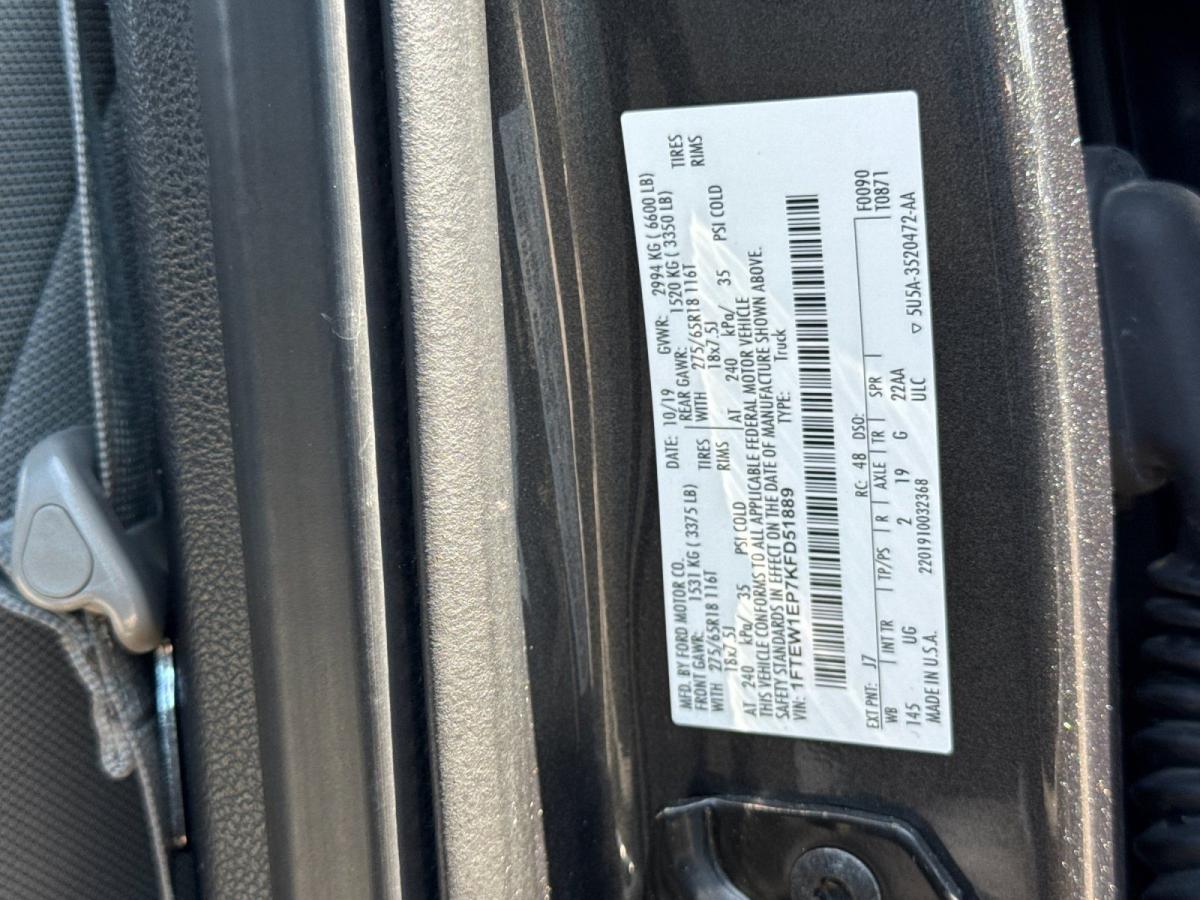 MFD. BY FORD MOTOR CO.
DATE: 10/19 GVWR: 2994 KG ( 6600 LB)
FRONT GAWR: 1531 KG ( 3375 LB)
REAR GAWR: 1520 KG ( 3350 LB)
WITH 275/65R18 116T TIRES
WITH 275/65R18 116T TIRES
18x7.5J RIMS
18x7.5J RIMS
AT 240 kPa/ 35 PSI COLD
AT 240 kPa/ 35 PSI COLD
THIS VEHICLE CONFORMS TO ALL APPLICABLE FEDERAL MOTOR VEHICLE
SAFETY STANDARDS IN EFFECT ON THE DATE OF MANUFACTURE SHOWN ABOVE.
VIN: 1FTEW1EP7KFD51889 TYPE: Truck
EXT PNT: J7 RC: 48 DSO: F0090
WB INT TR TP/PS R AXLE TR SPR T0871
145 UG 2 19 G 22AA
ULC
MADE IN U.S.A. 2201910032368 5U5A-3520472-AA